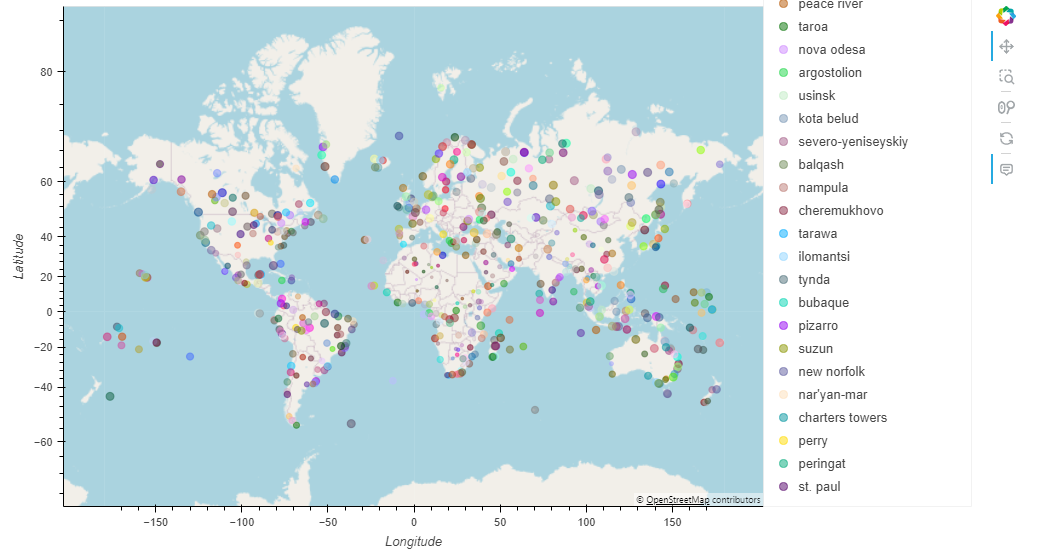 peace river
taroa
nova odesa
argostolion
usinsk
kota belud
severo-yeniseyskiy
balqash
nampula
cheremukhovo
tarawa
ilomantsi
tynda
bubaque
pizarro
suzun
new norfolk
nar'yan-mar
charters towers
perry
peringat
st. paul
80
60
40
20
0
−20
−40
−60
Latitude
© OpenStreetMap contributors
−150
−100
−50
0
50
100
150
Longitude